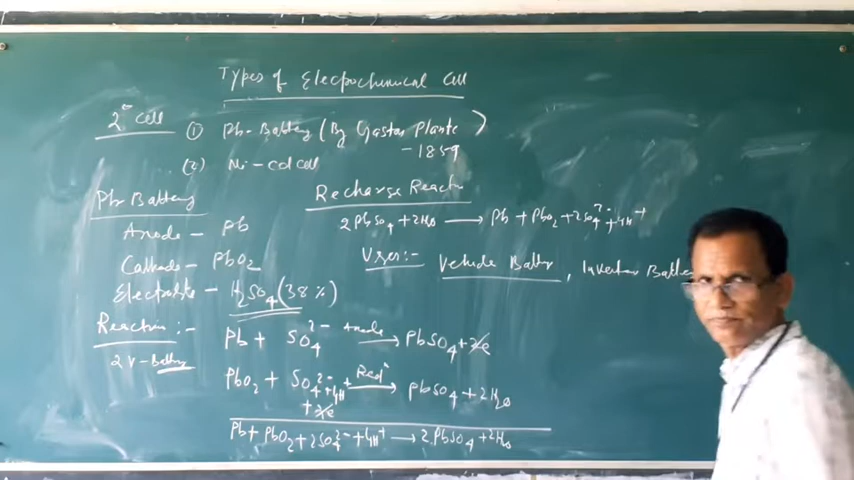 Types of Electrochemical Cell
2° Cell ① Pb-Battery (By Gaston Plante)
- 1859
(2) Ni-Cd Cell
Pb Battery
Anode - Pb
Cathode - PbO₂
Electrolyte - H₂SO₄ (38%)
Reaction :-
2V-Battery
Pb + SO₄²⁻ Anode → PbSO₄ + 2e
PbO₂ + SO₄²⁻ + 4H⁺ + 2e → PbSO₄ + 2H₂O
Pb + PbO₂ + 2SO₄²⁻ + 4H⁺ → 2PbSO₄ + 2H₂O
Recharge Reaction
2PbSO₄ + 2H₂O → Pb + PbO₂ + 2SO₄²⁻ + 4H⁺
Uses :- Vehicle Battery, Inverter Batte